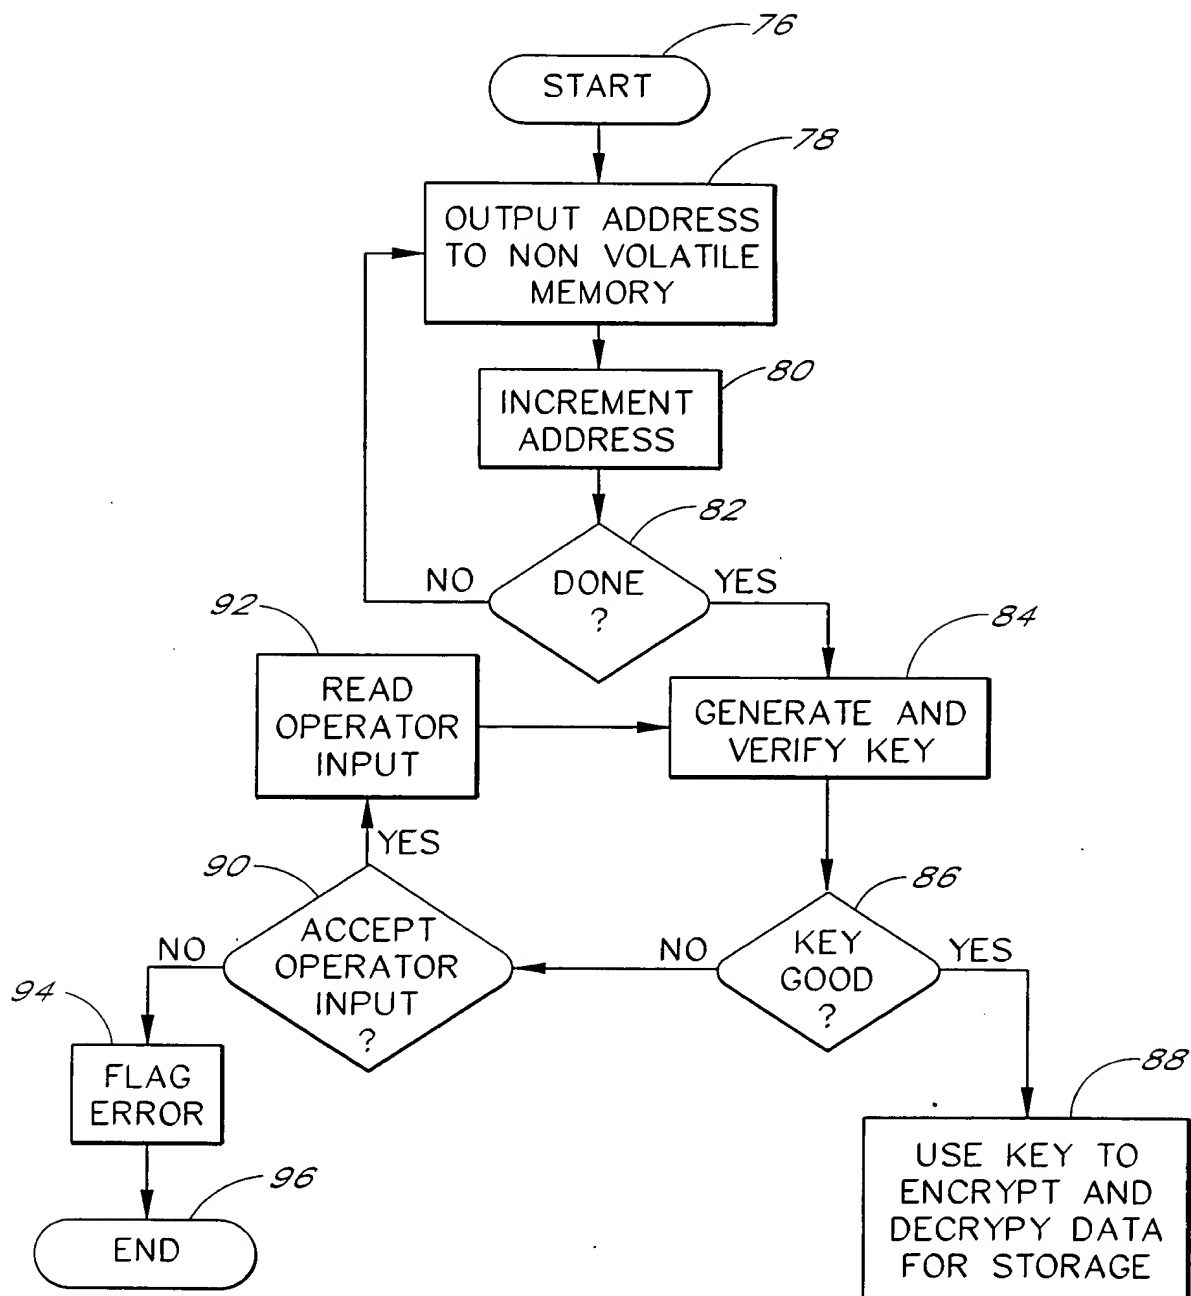 76
START
78
OUTPUT ADDRESS
TO NON VOLATILE
MEMORY
80
INCREMENT
ADDRESS
82
DONE
?
NO
YES
92
READ
OPERATOR
INPUT
84
GENERATE AND
VERIFY KEY
YES
90
ACCEPT
OPERATOR
INPUT
?
NO
86
KEY
GOOD
?
NO
YES
94
FLAG
ERROR
96
END
88
USE KEY TO
ENCRYPT AND
DECRYPY DATA
FOR STORAGE